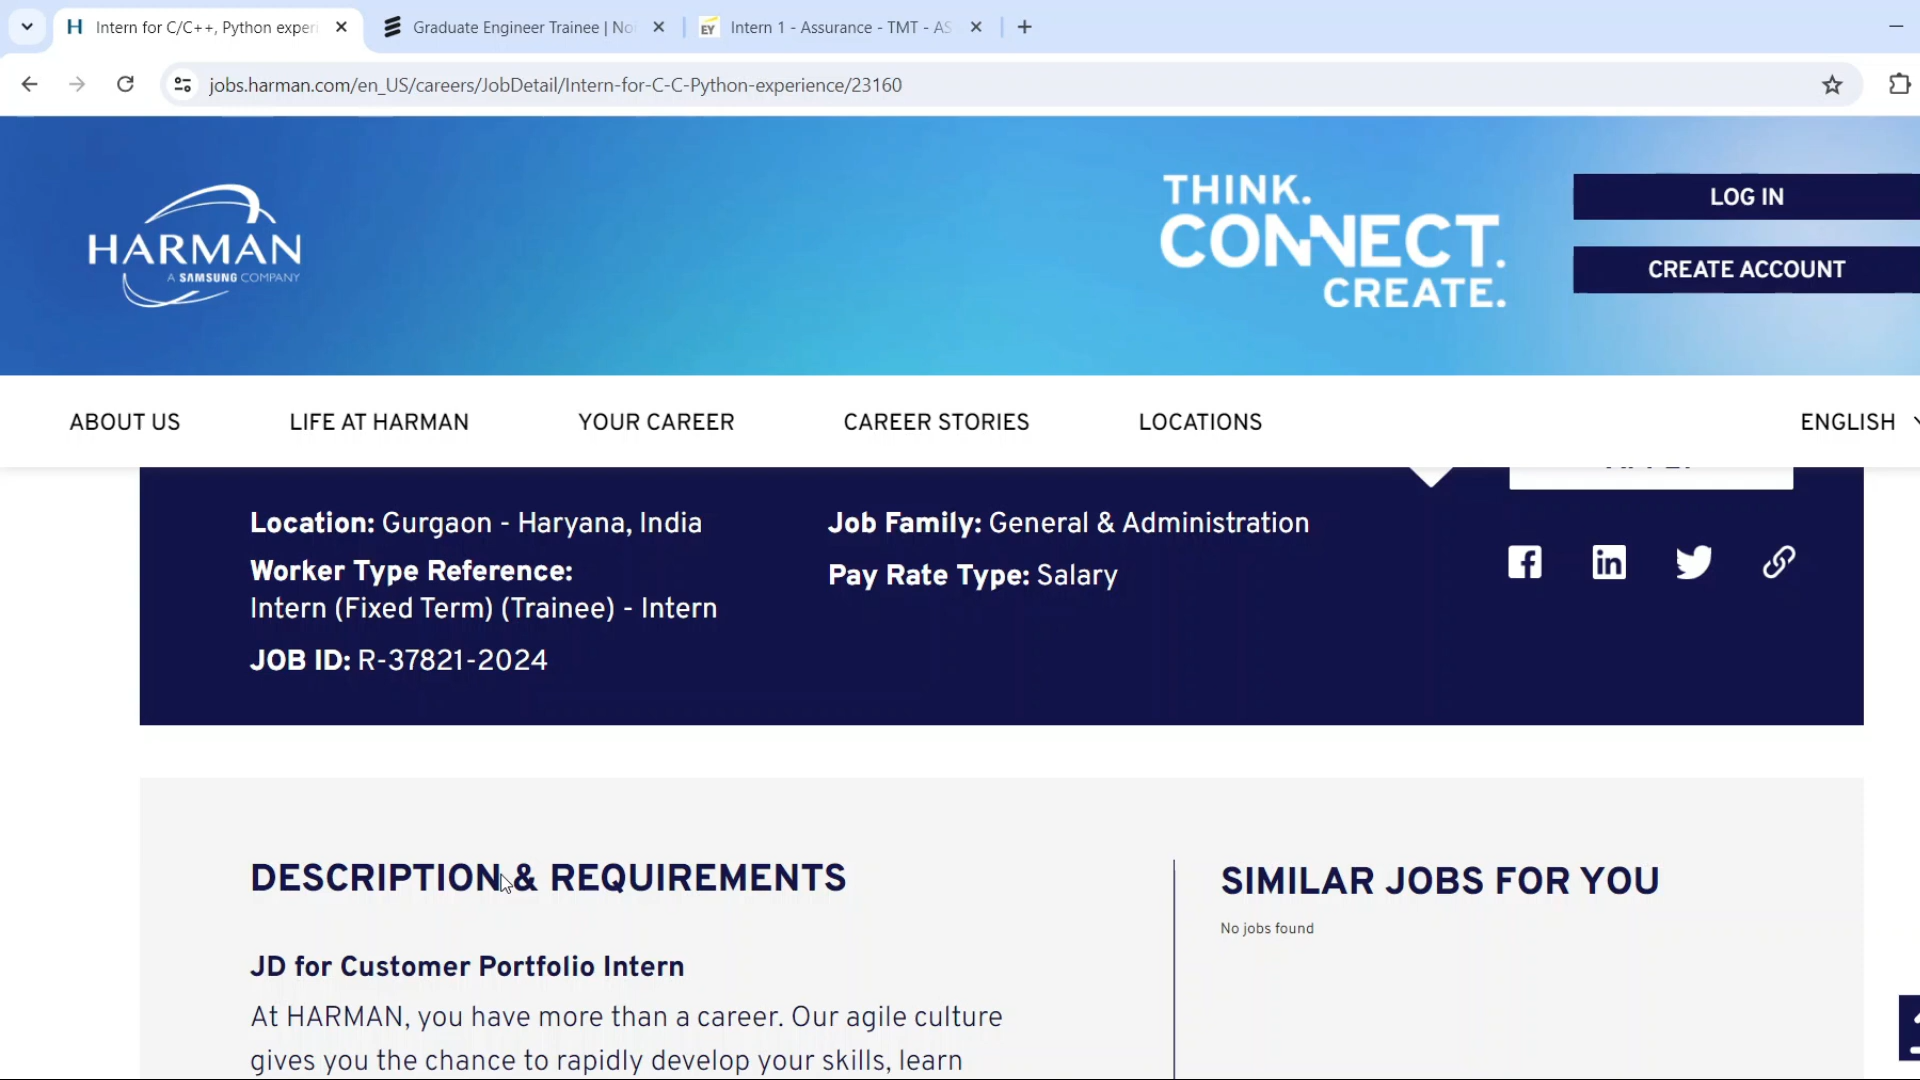 Intern for C/C++, Python experi
Graduate Engineer Trainee | Noi
EY
Intern 1 - Assurance - TMT - AS
jobs.harman.com/en_US/careers/JobDetail/Intern-for-C-C-Python-experience/23160
HARMAN
A SAMSUNG COMPANY
THINK.
CONNECT.
CREATE.
LOG IN
CREATE ACCOUNT
ABOUT US
LIFE AT HARMAN
YOUR CAREER
CAREER STORIES
LOCATIONS
ENGLISH
Location: Gurgaon - Haryana, India
Worker Type Reference:
Intern (Fixed Term) (Trainee) - Intern
JOB ID: R-37821-2024
Job Family: General & Administration
Pay Rate Type: Salary
DESCRIPTION & REQUIREMENTS
JD for Customer Portfolio Intern
At HARMAN, you have more than a career. Our agile culture
gives you the chance to rapidly develop your skills, learn
SIMILAR JOBS FOR YOU
No jobs found